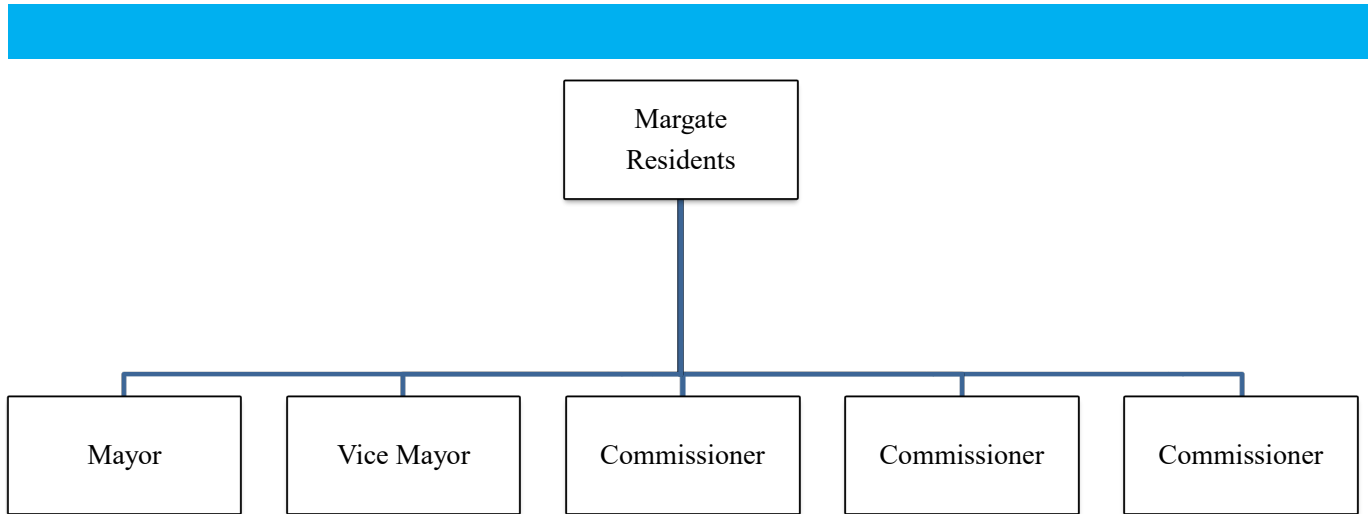 Margate
Residents
Mayor
Vice Mayor
Commissioner
Commissioner
Commissioner